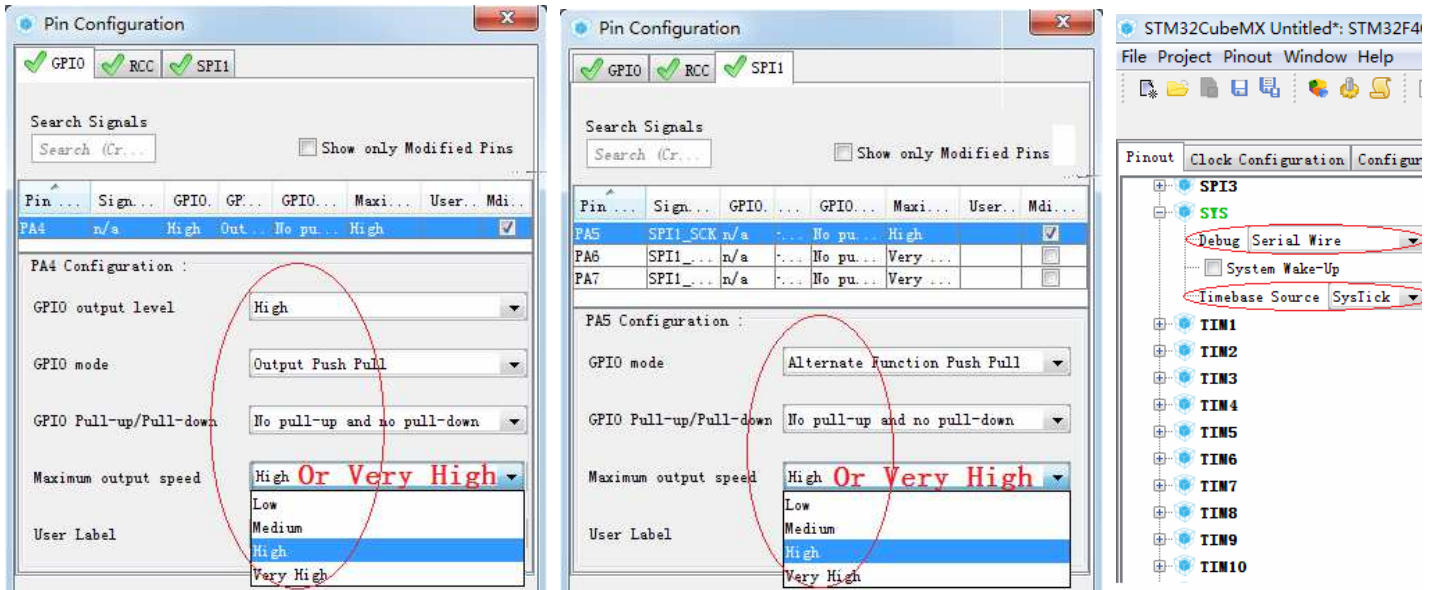 Pin Configuration
GPIO RCC SPI1
Search Signals
Search (Cr... Show only Modified Pins
Pin ... Sign... GPIO. GP... GPIO... Maxi... User.. Mdi..
PA4 n/a High Out... No pu... High
PA4 Configuration :
GPIO output level High
GPIO mode Output Push Pull
GPIO Pull-up/Pull-down No pull-up and no pull-down
Maximum output speed High Or Very High
Low
Medium
User Label
High
Very High
Pin Configuration
GPIO RCC SPI1
Search Signals
Search (Cr... Show only Modified Pins
Pin ... Sign... GPIO. ... GPIO... Maxi... User... Mdi...
PA5 SPI1_SCK n/a -... No pu... High
PA6 SPI1_... n/a -... No pu... Very ...
PA7 SPI1_... n/a -... No pu... Very ...
PA5 Configuration :
GPIO mode Alternate Function Push Pull
GPIO Pull-up/Pull-down No pull-up and no pull-down
Maximum output speed High Or Very High
Low
Medium
User Label
High
Very High
STM32CubeMX Untitled*: STM32F4
File Project Pinout Window Help
Pinout Clock Configuration Configur
SPI3
SYS
Debug Serial Wire
System Wake-Up
Timebase Source SysTick
TIM1
TIM2
TIM3
TIM4
TIM5
TIM6
TIM7
TIM8
TIM9
TIM10